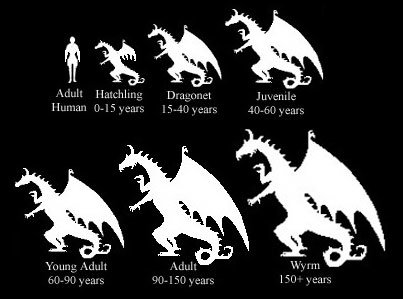 Adult
Human
Hatchling
0-15 years
Dragonet
15-40 years
Juvenile
40-60 years
Young Adult
60-90 years
Adult
90-150 years
Wyrm
150+ years